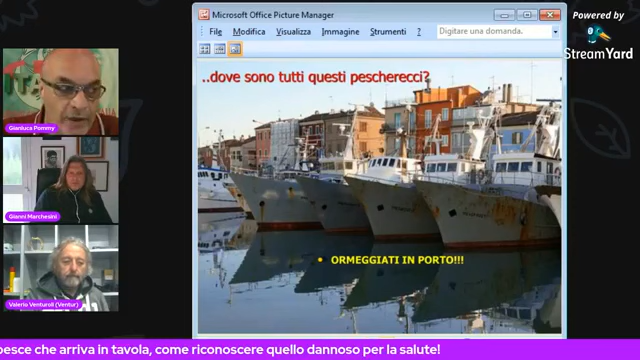 Microsoft Office Picture Manager
File Modifica Visualizza Immagine Strumenti ? Digitare una domanda.
..dove sono tutti questi pescherecci?
• ORMEGGIATI IN PORTO!!!
Powered by
StreamYard
Gianluca Pommy
Gianni Marchesini
Valerio Venturoli (Ventur)
pesce che arriva in tavola, come riconoscere quello dannoso per la salute!